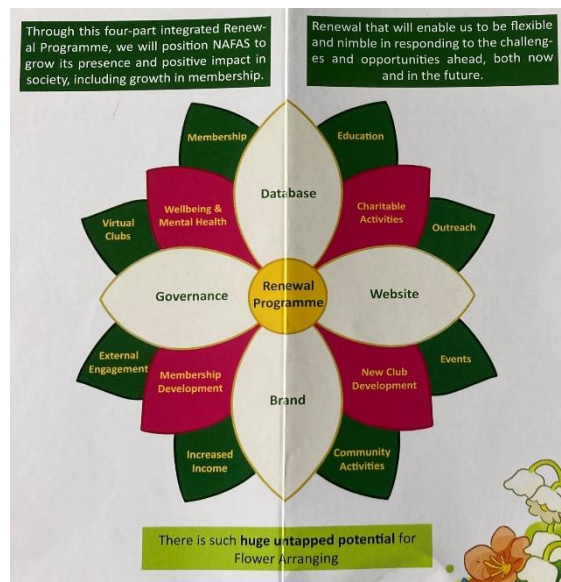 Through this four-part integrated Renew-
al Programme, we will position NAFAS to
grow its presence and positive impact in
society, including growth in membership.
Renewal that will enable us to be flexible
and nimble in responding to the challeng-
es and opportunities ahead, both now
and in the future.
Membership
Education
Database
Wellbeing &
Mental Health
Charitable
Activities
Virtual
Clubs
Outreach
Governance
Renewal
Programme
Website
External
Engagement
Membership
Development
New Club
Development
Events
Brand
Increased
Income
Community
Activities
There is such huge untapped potential for
Flower Arranging